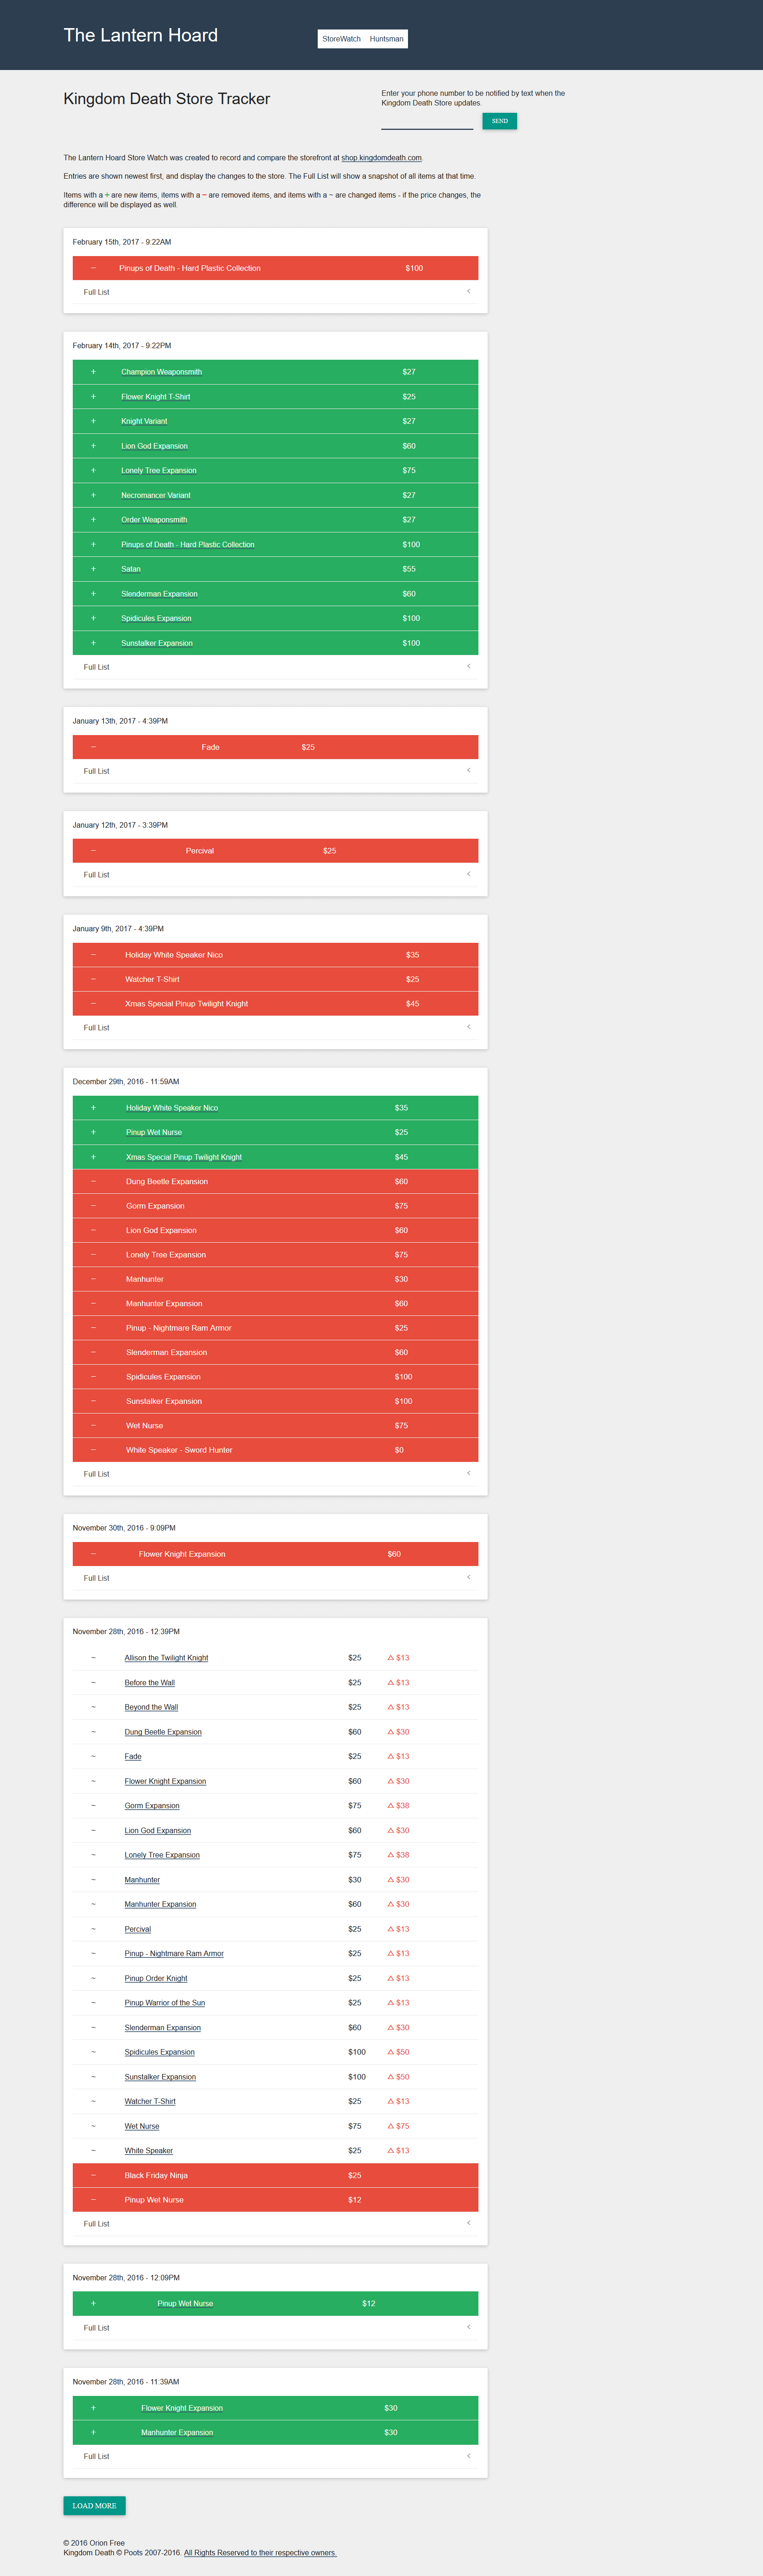 The Lantern Hoard
StoreWatch Huntsman
Kingdom Death Store Tracker
Enter your phone number to be notified by text when the
Kingdom Death Store updates.
SEND
The Lantern Hoard Store Watch was created to record and compare the storefront at shop.kingdomdeath.com.
Entries are shown newest first, and display the changes to the store. The Full List will show a snapshot of all items at that time.
Items with a + are new items, items with a − are removed items, and items with a ~ are changed items - if the price changes, the
difference will be displayed as well.
February 15th, 2017 - 9:22AM
− Pinups of Death - Hard Plastic Collection $100
Full List <
February 14th, 2017 - 9:22PM
+ Champion Weaponsmith $27
+ Flower Knight T-Shirt $25
+ Knight Variant $27
+ Lion God Expansion $60
+ Lonely Tree Expansion $75
+ Necromancer Variant $27
+ Order Weaponsmith $27
+ Pinups of Death - Hard Plastic Collection $100
+ Satan $55
+ Slenderman Expansion $60
+ Spidicules Expansion $100
+ Sunstalker Expansion $100
Full List <
January 13th, 2017 - 4:39PM
− Fade $25
Full List <
January 12th, 2017 - 3:39PM
− Percival $25
Full List <
January 9th, 2017 - 4:39PM
− Holiday White Speaker Nico $35
− Watcher T-Shirt $25
− Xmas Special Pinup Twilight Knight $45
Full List <
December 29th, 2016 - 11:59AM
+ Holiday White Speaker Nico $35
+ Pinup Wet Nurse $25
+ Xmas Special Pinup Twilight Knight $45
− Dung Beetle Expansion $60
− Gorm Expansion $75
− Lion God Expansion $60
− Lonely Tree Expansion $75
− Manhunter $30
− Manhunter Expansion $60
− Pinup - Nightmare Ram Armor $25
− Slenderman Expansion $60
− Spidicules Expansion $100
− Sunstalker Expansion $100
− Wet Nurse $75
− White Speaker - Sword Hunter $0
Full List <
November 30th, 2016 - 9:09PM
− Flower Knight Expansion $60
Full List <
November 28th, 2016 - 12:39PM
~ Allison the Twilight Knight $25 △ $13
~ Before the Wall $25 △ $13
~ Beyond the Wall $25 △ $13
~ Dung Beetle Expansion $60 △ $30
~ Fade $25 △ $13
~ Flower Knight Expansion $60 △ $30
~ Gorm Expansion $75 △ $38
~ Lion God Expansion $60 △ $30
~ Lonely Tree Expansion $75 △ $38
~ Manhunter $30 △ $30
~ Manhunter Expansion $60 △ $30
~ Percival $25 △ $13
~ Pinup - Nightmare Ram Armor $25 △ $13
~ Pinup Order Knight $25 △ $13
~ Pinup Warrior of the Sun $25 △ $13
~ Slenderman Expansion $60 △ $30
~ Spidicules Expansion $100 △ $50
~ Sunstalker Expansion $100 △ $50
~ Watcher T-Shirt $25 △ $13
~ Wet Nurse $75 △ $75
~ White Speaker $25 △ $13
− Black Friday Ninja $25
− Pinup Wet Nurse $12
Full List <
November 28th, 2016 - 12:09PM
+ Pinup Wet Nurse $12
Full List <
November 28th, 2016 - 11:39AM
+ Flower Knight Expansion $30
+ Manhunter Expansion $30
Full List <
LOAD MORE
© 2016 Orion Free
Kingdom Death © Poots 2007-2016. All Rights Reserved to their respective owners.